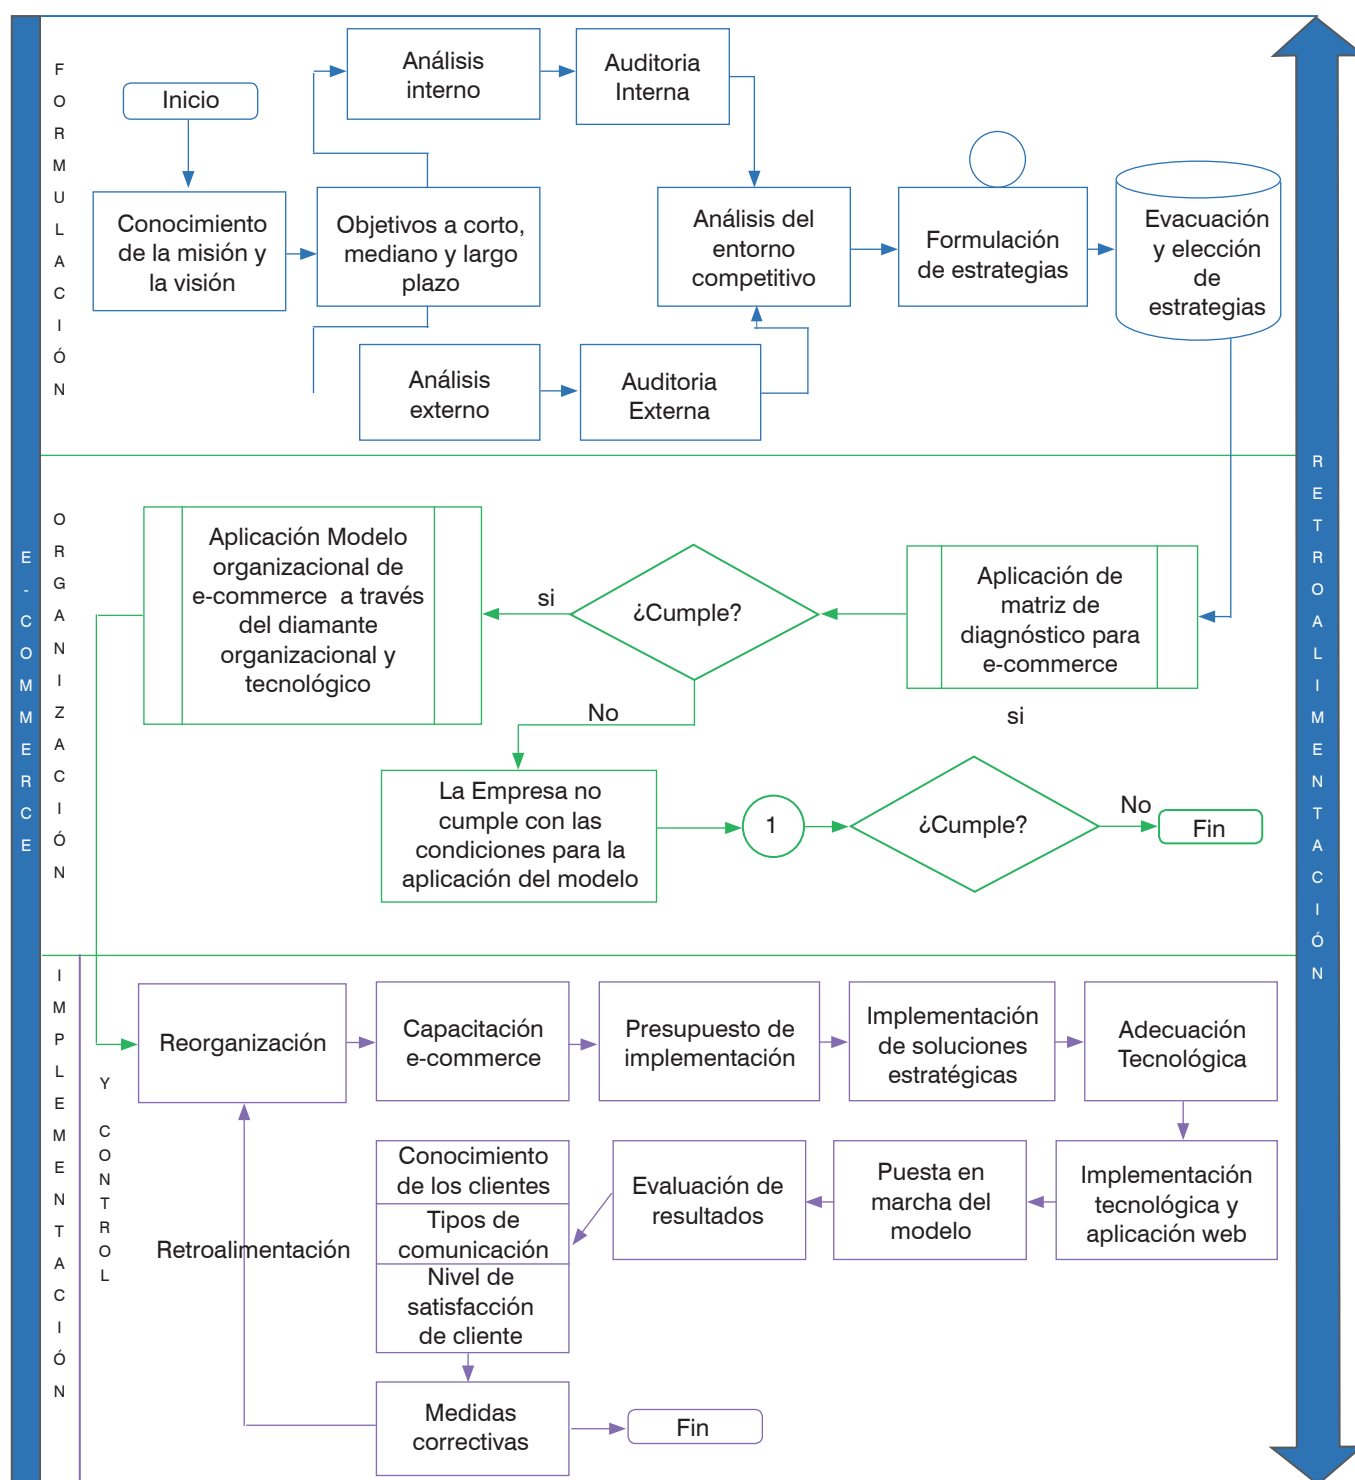 E-COMMERCE
FORMULACIÓN
Inicio
Conocimiento
de la misión y
la visión
Objetivos a corto,
mediano y largo
plazo
Análisis
interno
Auditoria
Interna
Análisis
externo
Auditoria
Externa
Análisis del
entorno
competitivo
Formulación
de estrategias
Evacuación
y elección
de
estrategias
RETROALIMENTACIÓN
ORGANIZACIÓN
Aplicación de
matriz de
diagnóstico para
e-commerce
¿Cumple?
si
Aplicación Modelo
organizacional de
e-commerce a través
del diamante
organizacional y
tecnológico
No
si
La Empresa no
cumple con las
condiciones para la
aplicación del modelo
1
¿Cumple?
No
Fin
IMPLEMENTACIÓN
Y CONTROL
Reorganización
Capacitación
e-commerce
Presupuesto de
implementación
Implementación
de soluciones
estratégicas
Adecuación
Tecnológica
Implementación
tecnológica y
aplicación web
Puesta en
marcha del
modelo
Evaluación de
resultados
Conocimiento
de los clientes
Tipos de
comunicación
Nivel de
satisfacción
de cliente
Retroalimentación
Medidas
correctivas
Fin